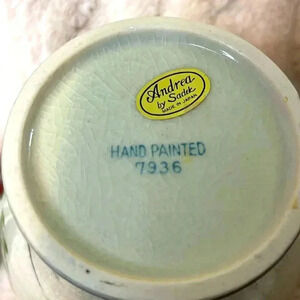 Andrea
by Sadek
MADE IN JAPAN
HAND PAINTED
7936